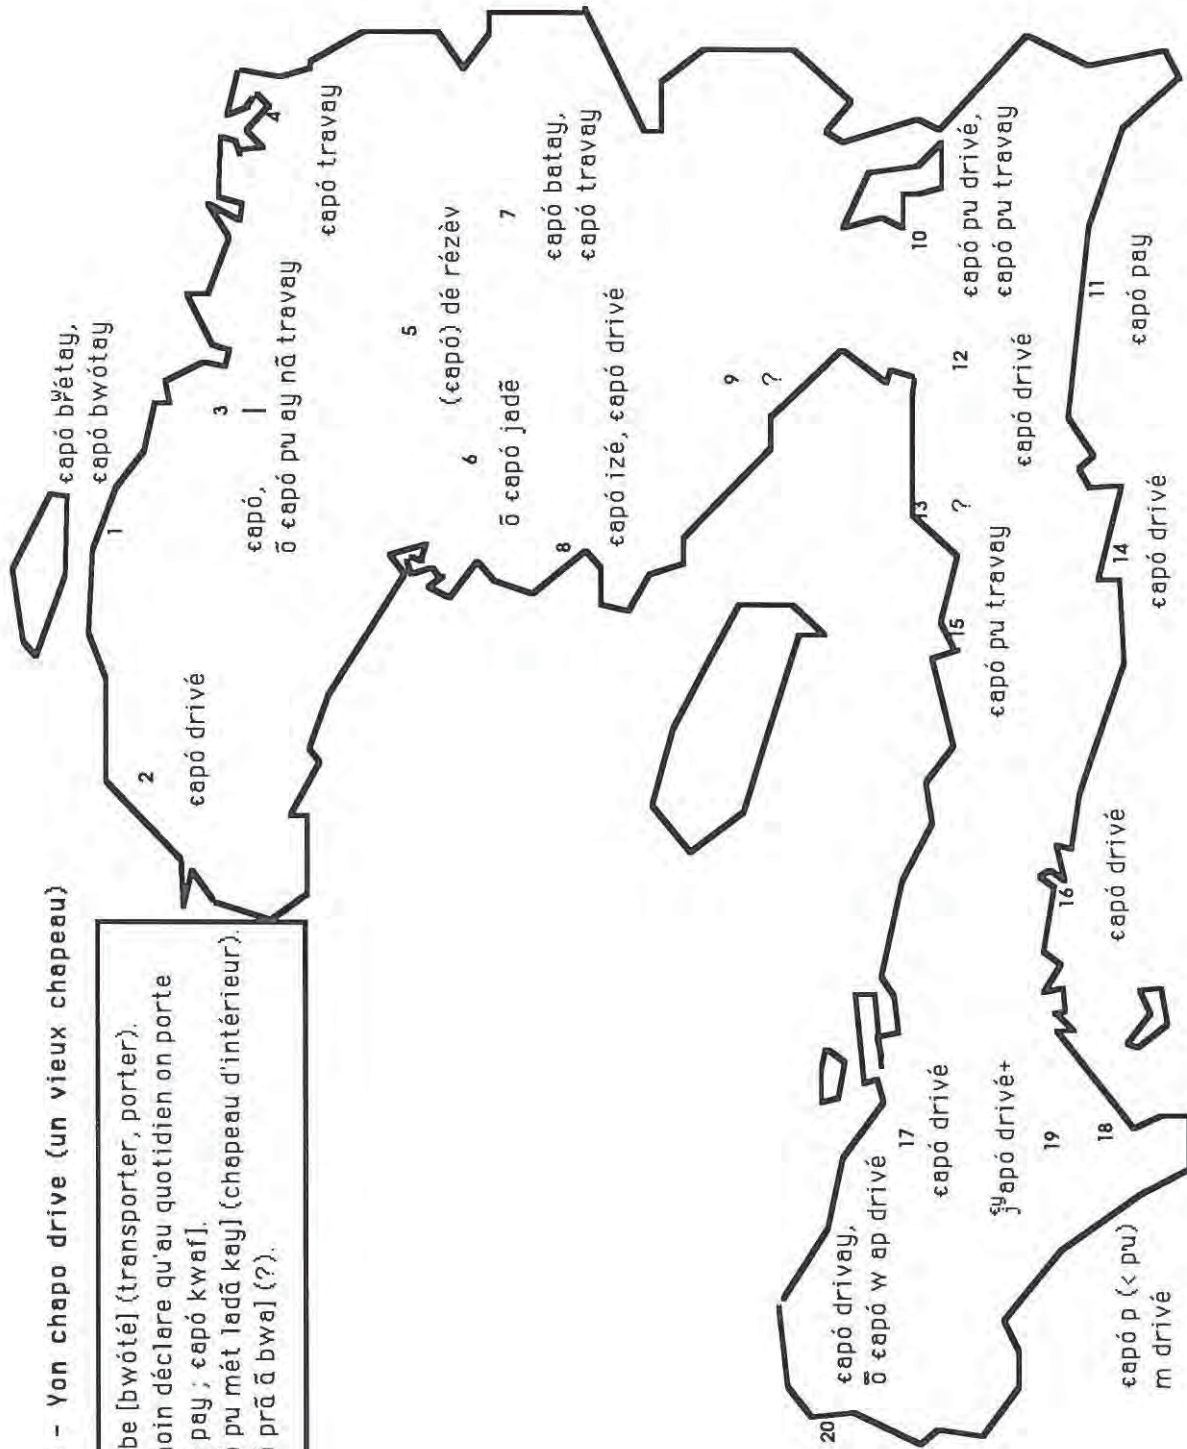 - Yon chapo drive (un vieux chapeau)
be [bwóté] (transporter, porter).
noin déclare qu'au quotidien on porte
pay ; ɛapó kwaf].
pu mét ladã kay] (chapeau d'intérieur).
prã ã bwa] (?).
1
ɛapó bʷétay,
ɛapó bwótay
2
ɛapó drivé
3
ɛapó,
õ ɛapó pu ay nã travay
4
ɛapó travay
5
(ɛapó) dé rézèv
6
õ ɛapó jadẽ
7
ɛapó batay,
ɛapó travay
8
ɛapó izé, ɛapó drivé
9
?
10
ɛapó pu drivé,
ɛapó pu travay
11
ɛapó pay
12
ɛapó drivé
13
?
14
ɛapó drivé
15
ɛapó pu travay
16
ɛapó drivé
17
ɛapó drivé
18
ɛapó p (< pu)
m drivé
19
apó drivé+
20
ɛapó drivay,
õ ɛapó w ap drivé